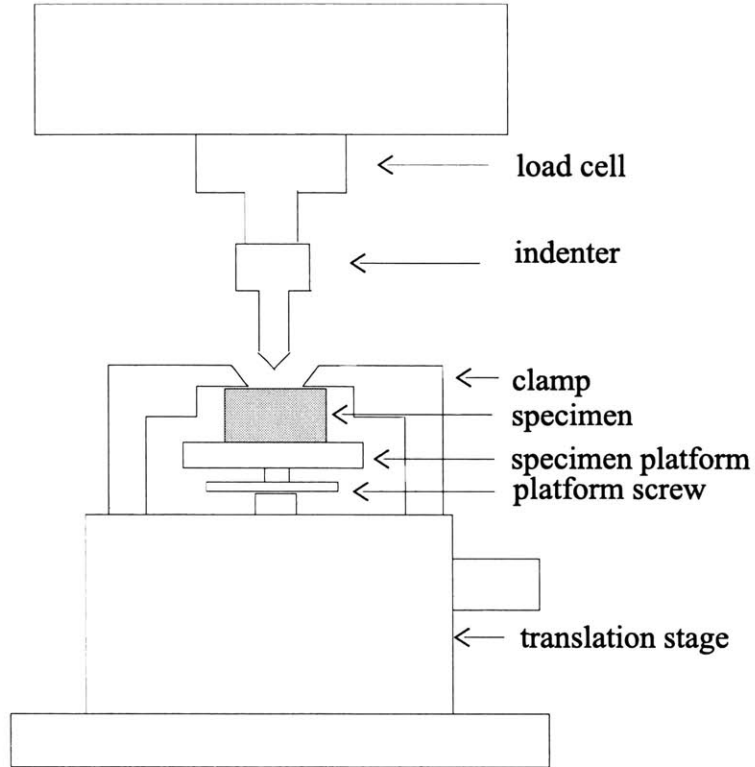 load cell
indenter
clamp
specimen
specimen platform
platform screw
translation stage